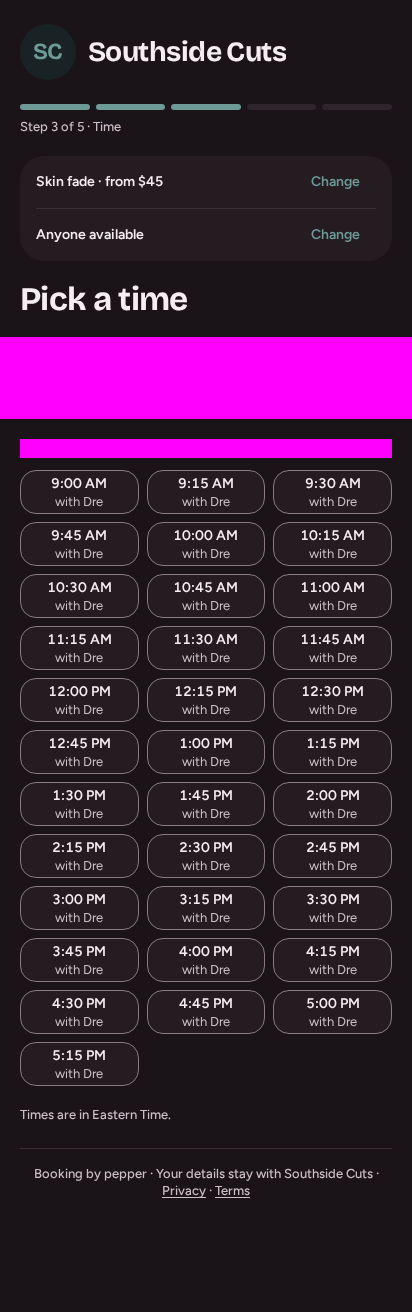 SC
Southside Cuts
Step 3 of 5 · Time
Skin fade · from $45
Change
Anyone available
Change
Pick a time
9:00 AM
with Dre
9:15 AM
with Dre
9:30 AM
with Dre
9:45 AM
with Dre
10:00 AM
with Dre
10:15 AM
with Dre
10:30 AM
with Dre
10:45 AM
with Dre
11:00 AM
with Dre
11:15 AM
with Dre
11:30 AM
with Dre
11:45 AM
with Dre
12:00 PM
with Dre
12:15 PM
with Dre
12:30 PM
with Dre
12:45 PM
with Dre
1:00 PM
with Dre
1:15 PM
with Dre
1:30 PM
with Dre
1:45 PM
with Dre
2:00 PM
with Dre
2:15 PM
with Dre
2:30 PM
with Dre
2:45 PM
with Dre
3:00 PM
with Dre
3:15 PM
with Dre
3:30 PM
with Dre
3:45 PM
with Dre
4:00 PM
with Dre
4:15 PM
with Dre
4:30 PM
with Dre
4:45 PM
with Dre
5:00 PM
with Dre
5:15 PM
with Dre
Times are in Eastern Time.
Booking by pepper · Your details stay with Southside Cuts ·
Privacy · Terms